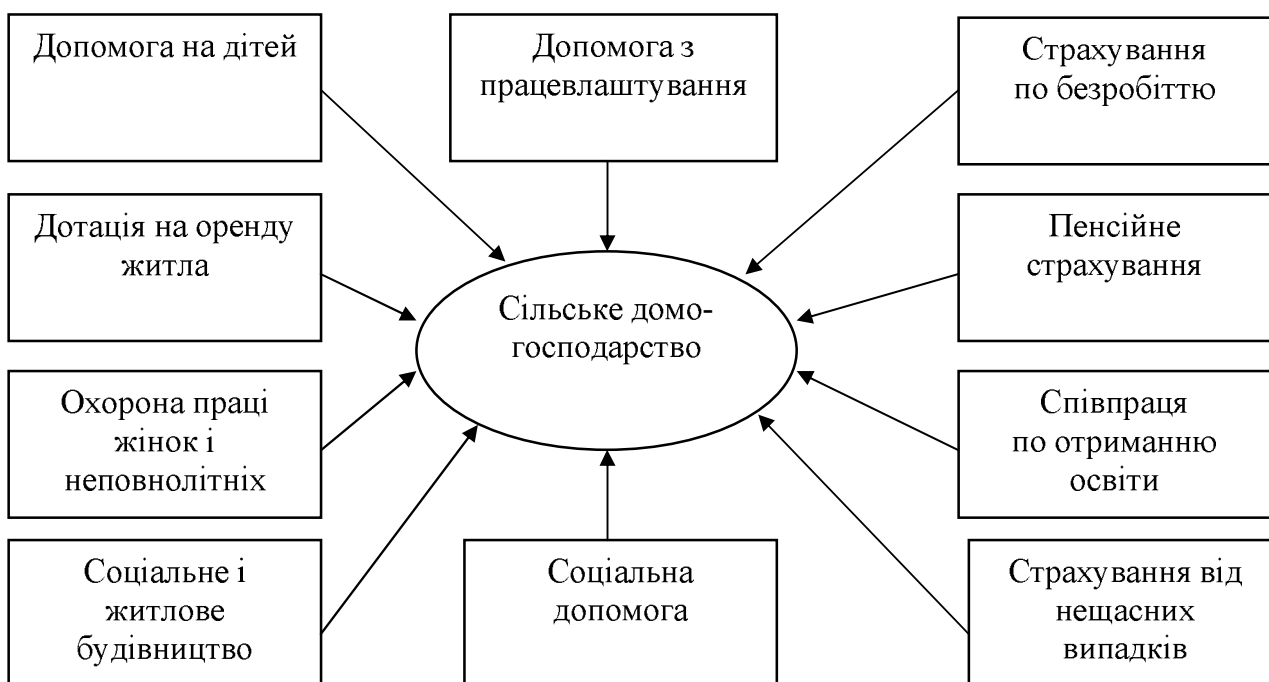 Допомога на дітей
Допомога з
працевлаштування
Страхування
по безробіттю
Дотація на оренду
житла
Пенсійне
страхування
Сільське домо-
господарство
Охорона праці
жінок і
неповнолітніх
Співпраця
по отриманню
освіти
Соціальне і
житлове
будівництво
Соціальна
допомога
Страхування від
нещасних
випадків